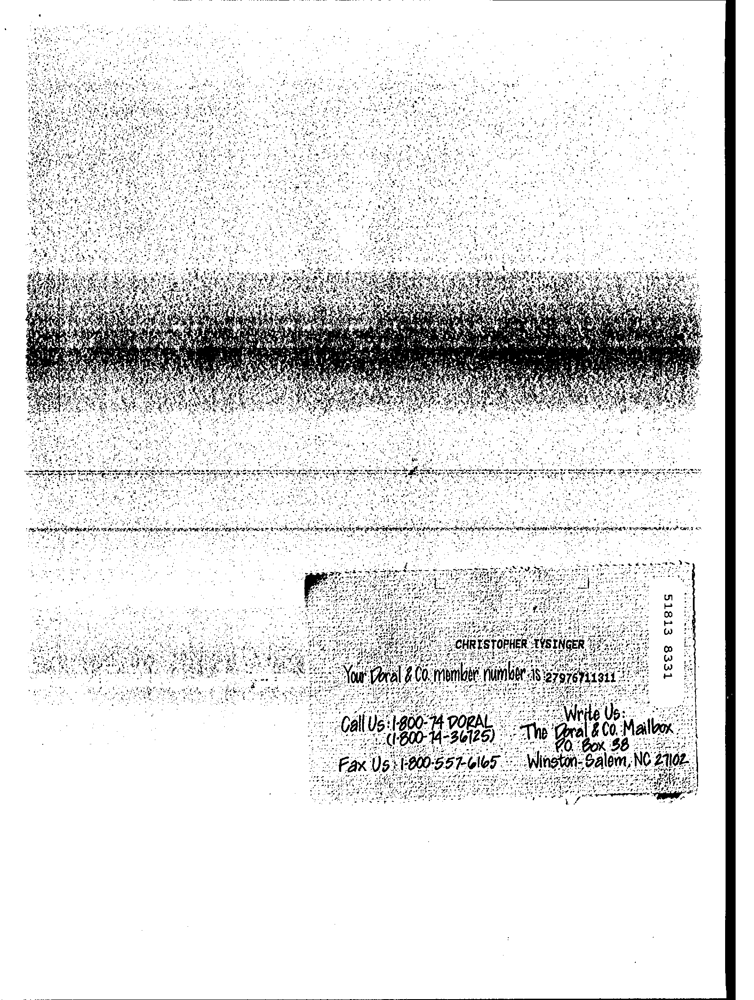 CHRISTOPHER TYSINGER
Your Doral & Co. member number is 27976711311
Call Us: 1-800-74 DORAL
(1-800-74-36725)
Fax Us: 1-800-557-6165
Write Us:
The Doral & Co. Mailbox
P.O. Box 38
Winston-Salem, NC 27102
51813 8331